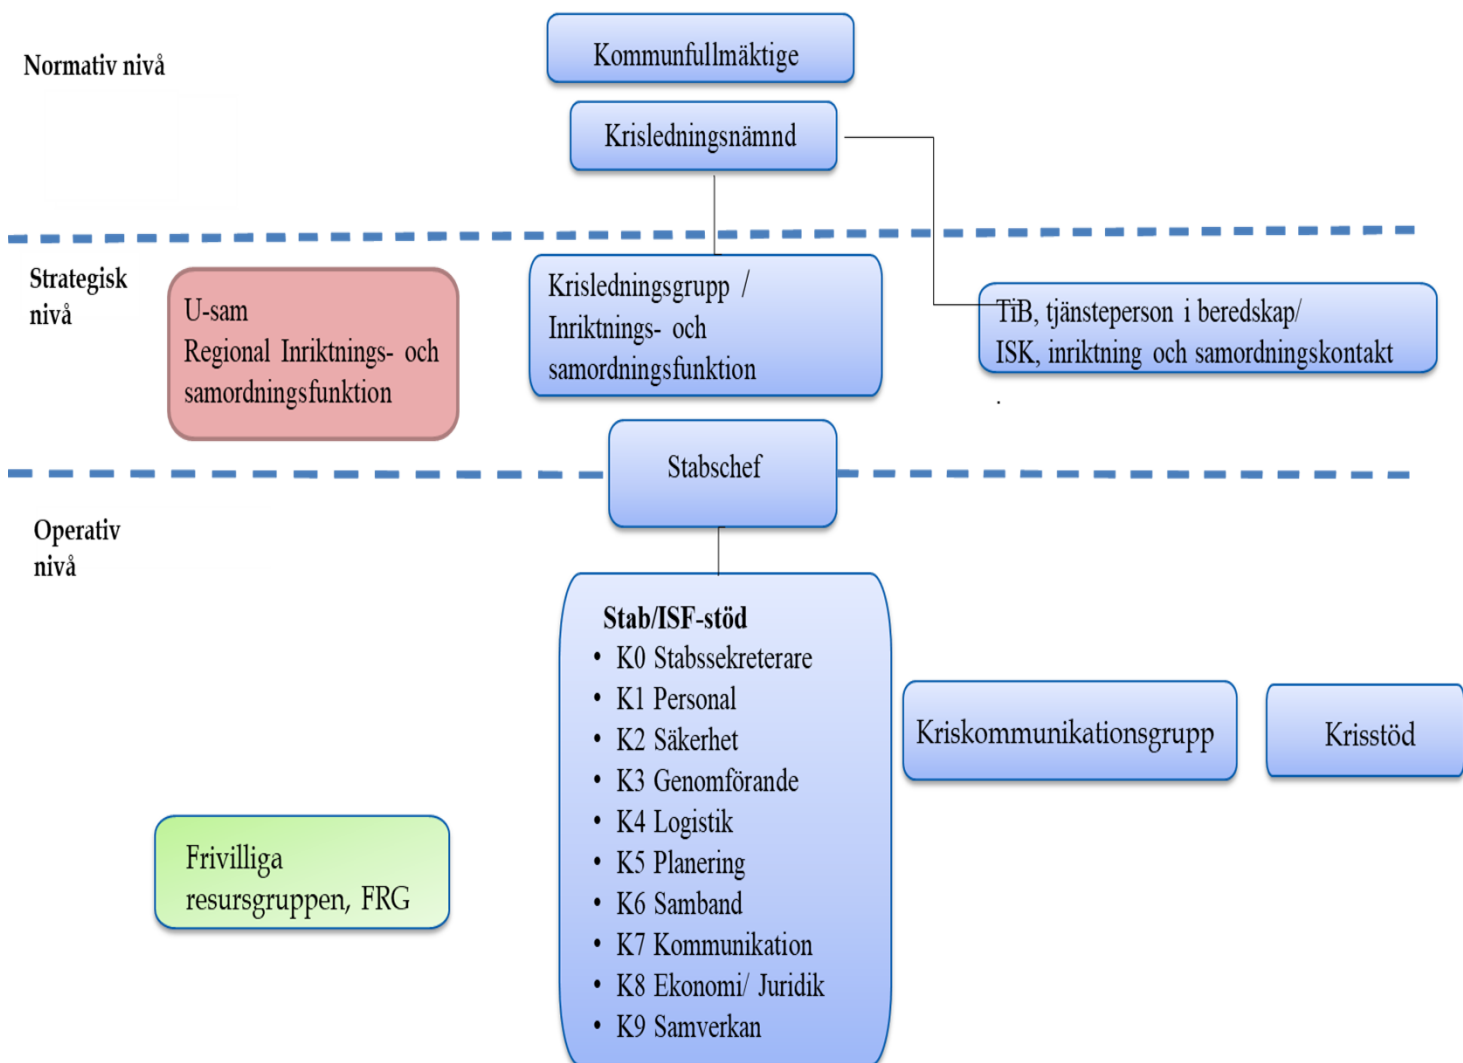 Normativ nivå
Kommunfullmäktige
Krisledningsnämnd
Strategisk
nivå
U-sam
Regional Inriktnings- och
samordningsfunktion
Krisledningsgrupp /
Inriktnings- och
samordningsfunktion
TiB, tjänsteperson i beredskap/
ISK, inriktning och samordningskontakt
.
Stabschef
Operativ
nivå
Stab/ISF-stöd
• K0 Stabssekreterare
• K1 Personal
• K2 Säkerhet
• K3 Genomförande
• K4 Logistik
• K5 Planering
• K6 Samband
• K7 Kommunikation
• K8 Ekonomi/ Juridik
• K9 Samverkan
Kriskommunikationsgrupp
Krisstöd
Frivilliga
resursgruppen, FRG